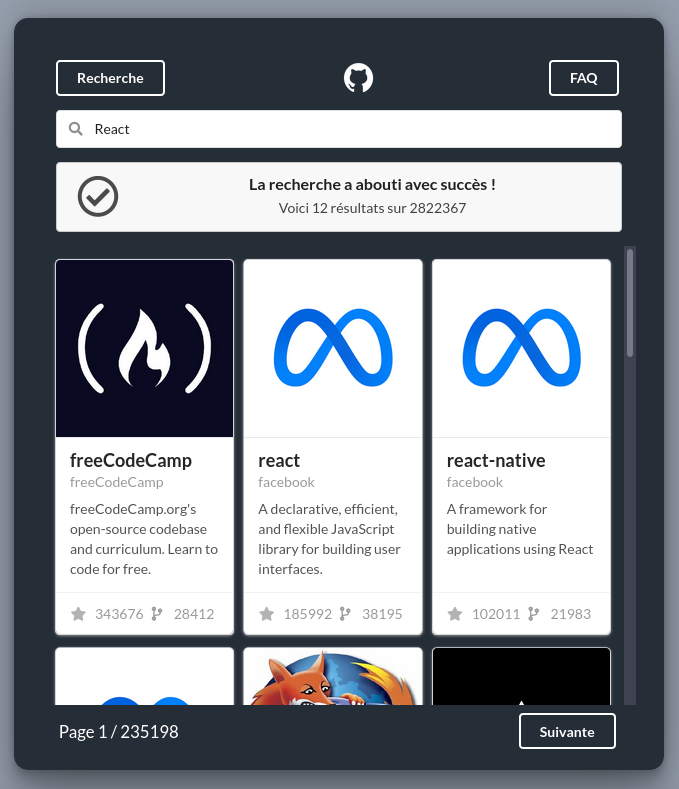 Recherche
FAQ
React
La recherche a abouti avec succès !
Voici 12 résultats sur 2822367
freeCodeCamp
freeCodeCamp
freeCodeCamp.org's
open-source codebase
and curriculum. Learn to
code for free.
343676 28412
react
facebook
A declarative, efficient,
and flexible JavaScript
library for building user
interfaces.
185992 38195
react-native
facebook
A framework for
building native
applications using React
102011 21983
Page 1 / 235198
Suivante